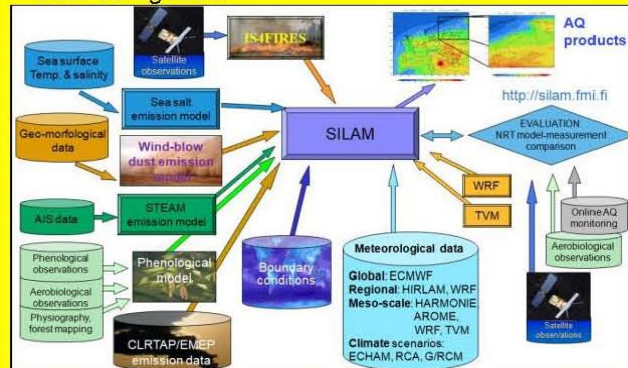 Satellite
observations
IS4FIRES
AQ
products
Sea surface
Temp. & salinity
http://silam.fmi.fi
Sea salt
emission model
SILAM
EVALUATION:
NRT model-measurement
comparison
Geo-morfological
data
Wind-blow
dust emission
model
WRF
TVM
AIS data
STEAM
emission model
Online AQ
monitoring
Aerobiological
observations
Phenological
observations
Phenological
model
Aerobiological
observations
Physiography,
forest mapping
Boundary
conditions
Meteorological data
Global: ECMWF
Regional: HIRLAM, WRF
Meso-scale: HARMONIE
AROME,
WRF, TVM
Climate scenarios:
ECHAM, RCA, G/RCM
Satellite
observations
CLRTAP/EMEP
emission data